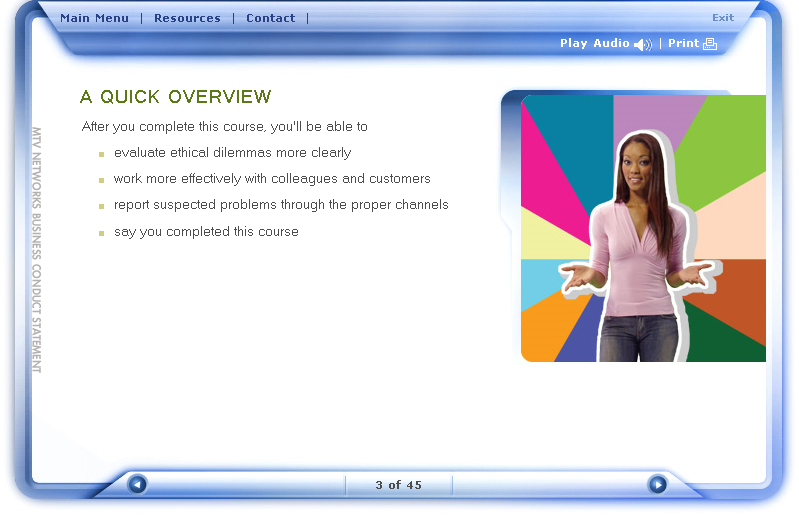 Main Menu | Resources | Contact |
Exit
Play Audio | Print
A QUICK OVERVIEW
After you complete this course, you'll be able to
evaluate ethical dilemmas more clearly
work more effectively with colleagues and customers
report suspected problems through the proper channels
say you completed this course
MTV NETWORKS BUSINESS CONDUCT STATEMENT
3 of 45